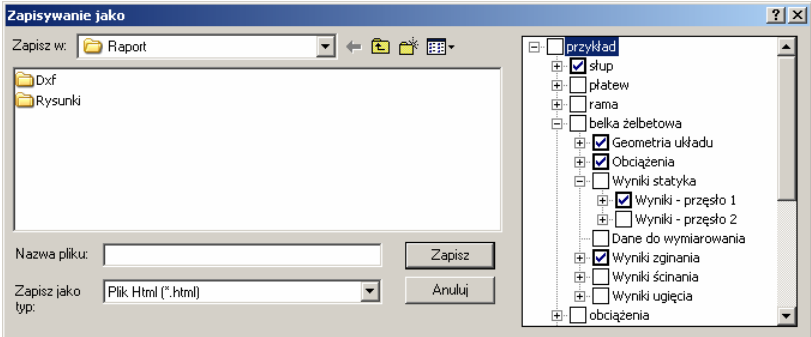 Zapisywanie jako
Zapisz w: Raport
Dxf
Rysunki
Nazwa pliku:
Zapisz
Zapisz jako typ:
Plik Html (*.html)
Anuluj
przykład
słup
płatew
rama
belka żelbetowa
Geometria układu
Obciążenia
Wyniki statyka
Wyniki - przęsło 1
Wyniki - przęsło 2
Dane do wymiarowania
Wyniki zginania
Wyniki ścinania
Wyniki ugięcia
obciążenia